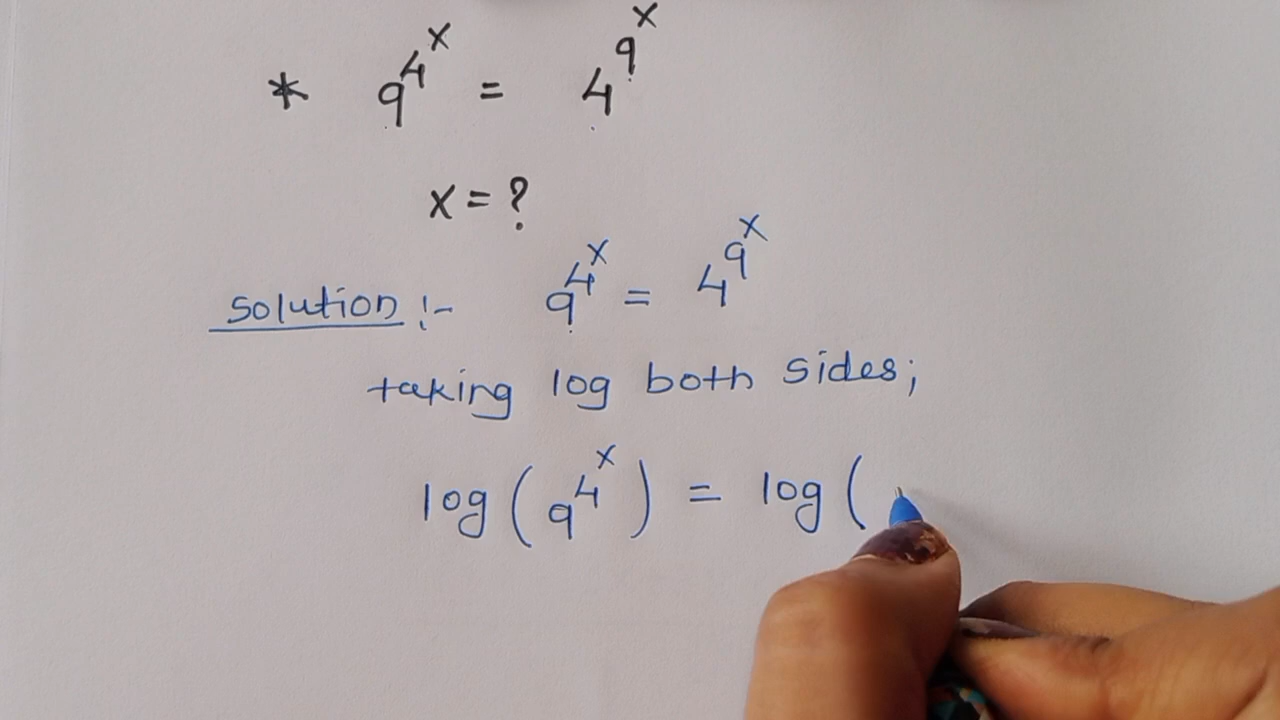 * 9^4^x = 4^9^x
x = ?
Solution :- 9^4^x = 4^9^x
taking log both sides;
log(9^4^x) = log(